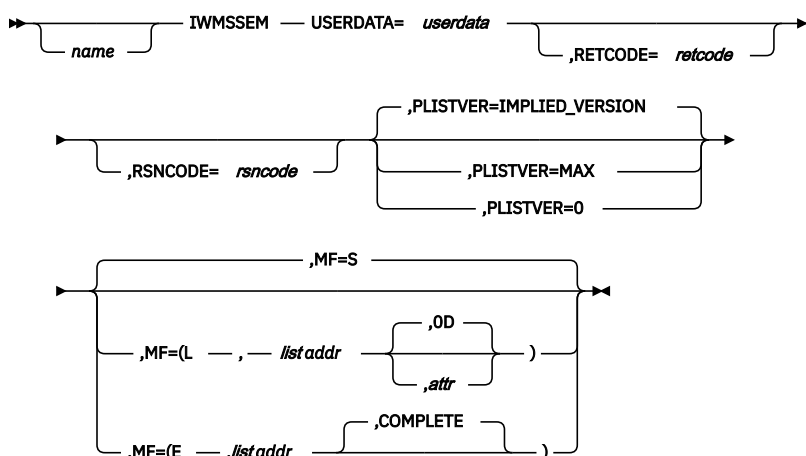 IWMSSEM USERDATA= userdata
name
,RETCODE= retcode
,PLISTVER=IMPLIED_VERSION
,RSNCODE= rsncode
,PLISTVER=MAX
,PLISTVER=0
,MF=S
,0D
,MF=(L , list addr )
,attr
,COMPLETE
,MF=(E ,list addr )